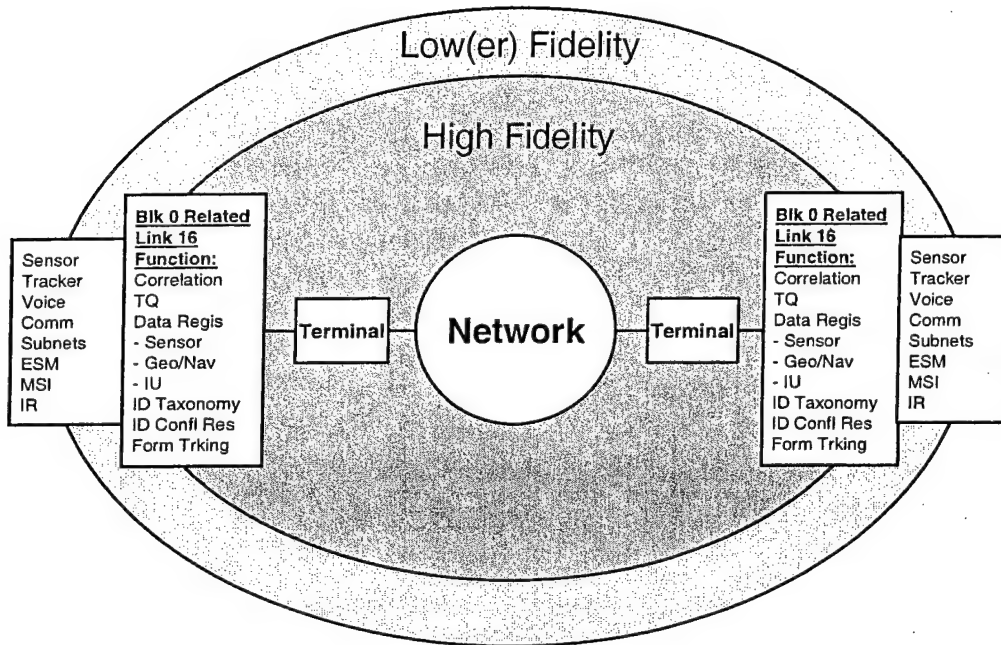 Low(er) Fidelity
High Fidelity
Sensor
Tracker
Voice
Comm
Subnets
ESM
MSI
IR
Blk 0 Related
Link 16
Function:
Correlation
TQ
Data Regis
- Sensor
- Geo/Nav
- IU
ID Taxonomy
ID Confl Res
Form Trking
Terminal
Network
Terminal
Blk 0 Related
Link 16
Function:
Correlation
TQ
Data Regis
- Sensor
- Geo/Nav
- IU
ID Taxonomy
ID Confl Res
Form Trking
Sensor
Tracker
Voice
Comm
Subnets
ESM
MSI
IR